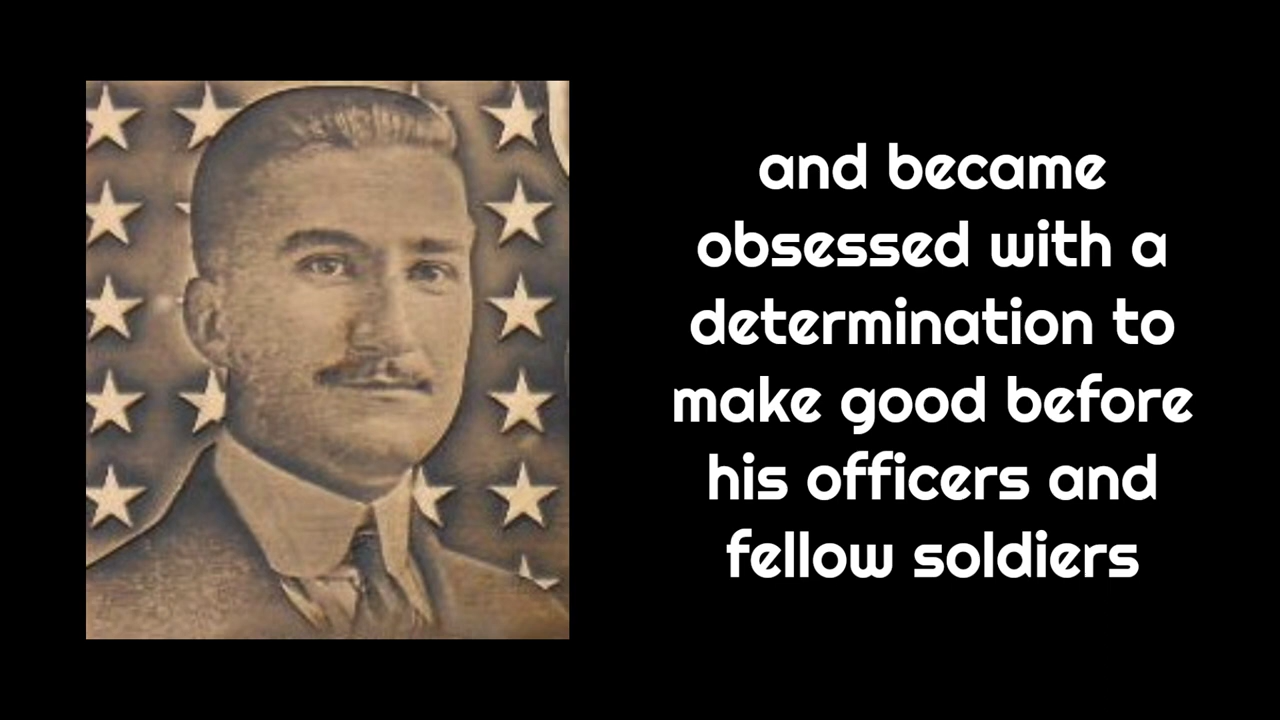 and became
obsessed with a
determination to
make good before
his officers and
fellow soldiers